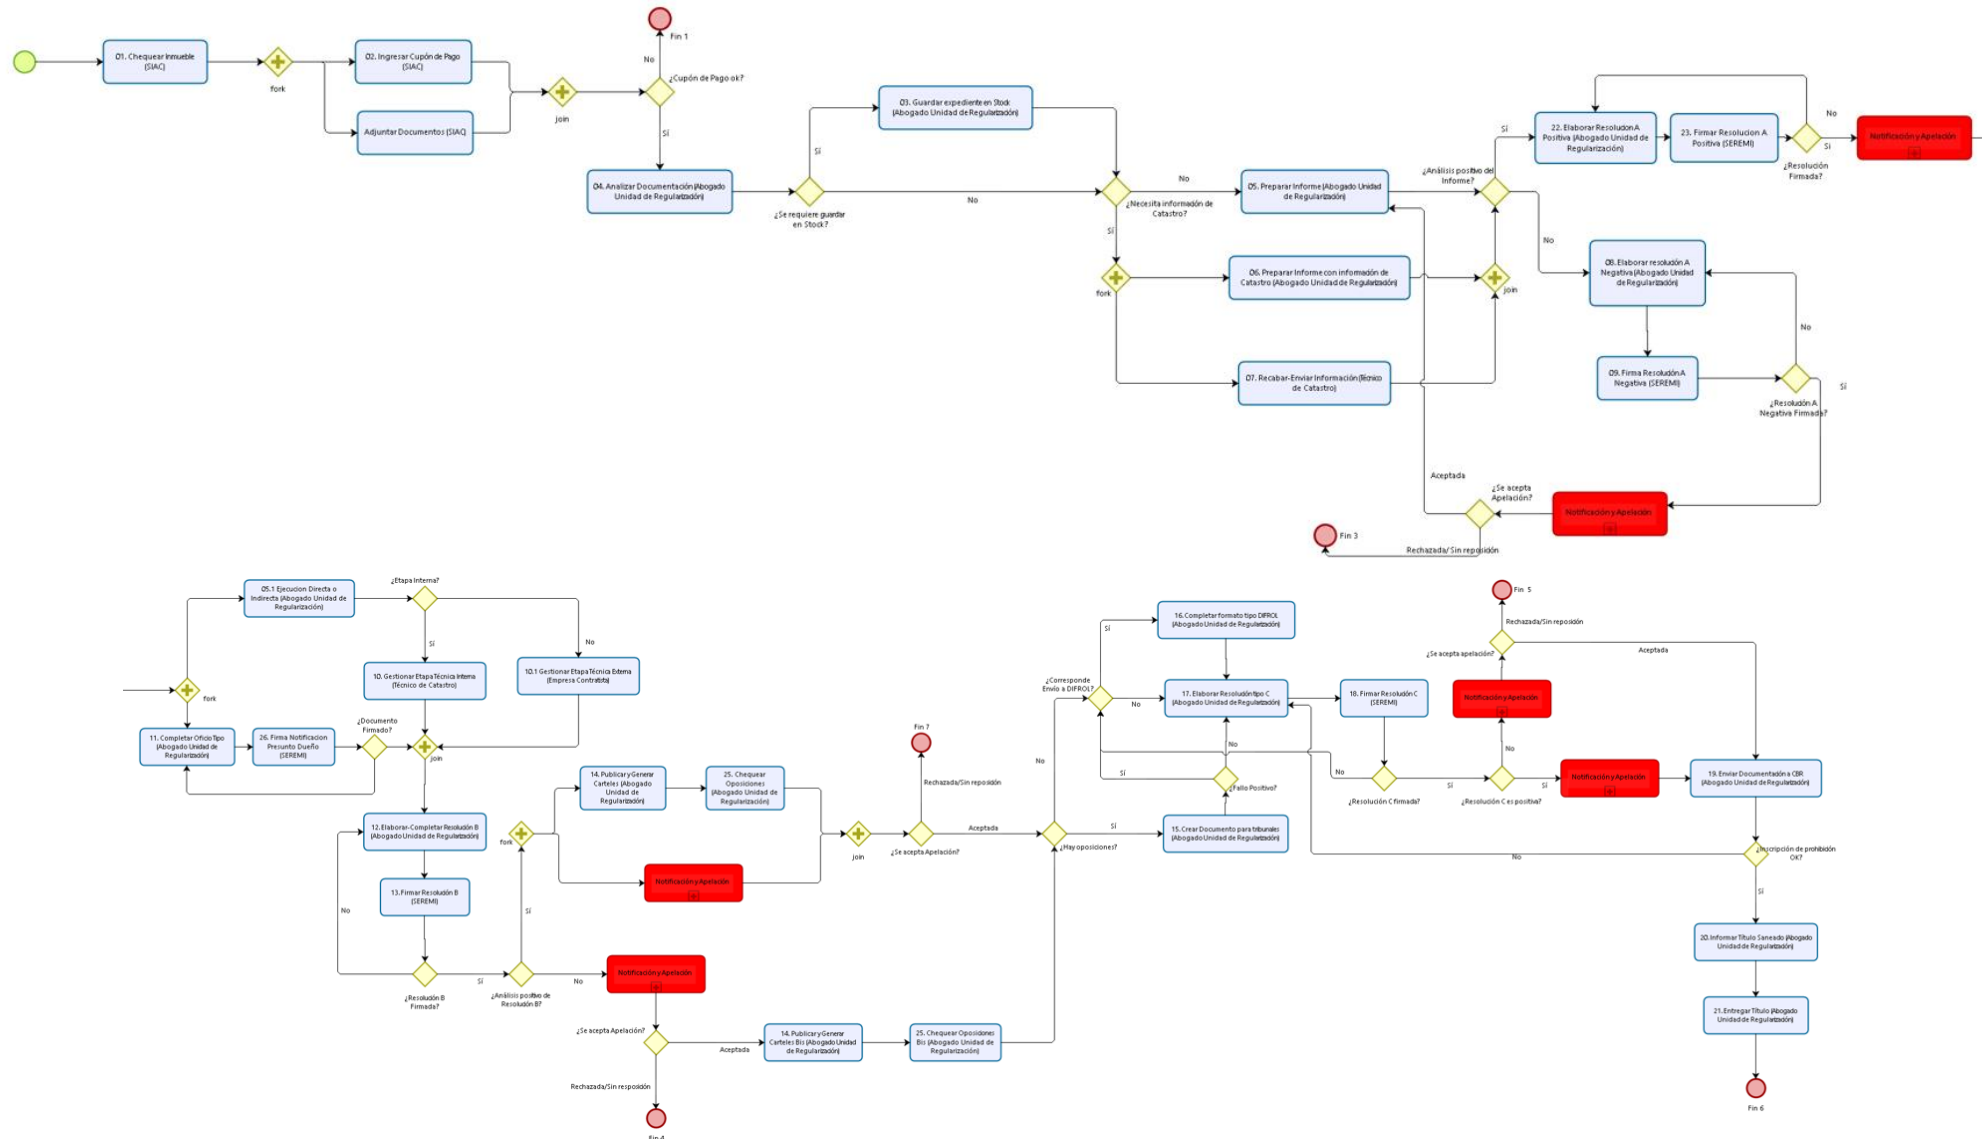 Fin 1
01. Chequear Inmueble
(SIAC)
fork
02. Ingresar Cupón de Pago
(SIAC)
Adjuntar Documentos (SIAC)
join
No
¿Cupón de Pago ok?
Sí
04. Analizar Documentación (Abogado
Unidad de Regularización)
03. Guardar expediente en Stock
(Abogado Unidad de Regularización)
Sí
¿Se requiere guardar
en Stock?
No
No
¿Necesita información de
Catastro?
Sí
fork
05. Preparar Informe (Abogado Unidad
de Regularización)
06. Preparar Informe con información de
Catastro (Abogado Unidad de Regularización)
07. Recabar-Enviar Información (Técnico
de Catastro)
join
¿Análisis positivo del
Informe?
Sí
No
22. Elaborar Resolucion A
Positiva (Abogado Unidad de
Regularización)
23. Firmar Resolucion A
Positiva (SEREMI)
No
Sí
¿Resolución
Firmada?
Notificación y Apelación
08. Elaborar resolución A
Negativa (Abogado Unidad
de Regularización)
09. Firma Resolución A
Negativa (SEREMI)
No
Sí
¿Resolución A
Negativa Firmada?
Notificación y Apelación
¿Se acepta
Apelación?
Aceptada
Rechazada/ Sin reposición
Fin 3
fork
05.1 Ejecucion Directa o
Indirecta (Abogado Unidad de
Regularización)
¿Etapa Interna?
Sí
No
10. Gestionar Etapa Técnica Interna
(Técnico de Catastro)
10.1 Gestionar Etapa Técnica Externa
(Empresa Contratista)
11. Completar Oficio Tipo
(Abogado Unidad de
Regularización)
26. Firma Notificacion
Presunto Dueño
(SEREMI)
¿Documento
Firmado?
join
12. Elaborar-Completar Resolución B
(Abogado Unidad de Regularización)
13. Firmar Resolución B
(SEREMI)
No
¿Resolución B
Firmada?
Sí
¿Análisis positivo de
Resolución B?
Sí
No
fork
14. Publicar y Generar
Carteles (Abogado
Unidad de
Regularización)
25. Chequear
Oposiciones
(Abogado Unidad de
Regularización)
Notificación y Apelación
join
Fin 7
Rechazada/Sin reposición
¿Se acepta Apelación?
Aceptada
Notificación y Apelación
¿Se acepta Apelación?
Aceptada
Rechazada/Sin resposición
Fin 4
14. Publicar y Generar
Carteles Bis (Abogado Unidad
de Regularización)
25. Chequear Oposiciones
Bis (Abogado Unidad de
Regularización)
¿Hay oposiciones?
No
Sí
15. Crear Documento para tribunales
(Abogado Unidad de Regularización)
¿Fallo Positivo?
Sí
No
¿Corresponde
Envío a DIFROL?
Sí
No
16. Completar formato tipo DIFROL
(Abogado Unidad de Regularización)
17. Elaborar Resolución tipo C
(Abogado Unidad de Regularización)
18. Firmar Resolución C
(SEREMI)
No
¿Resolución C firmada?
Sí
¿Resolución C es positiva?
No
Sí
Notificación y Apelación
¿Se acepta apelación?
Rechazada/Sin reposición
Fin 5
Aceptada
Notificación y Apelación
19. Enviar Documentación a CBR
(Abogado Unidad de Regularización)
¿Inscripción de prohibición
OK?
No
Sí
20. Informar Título Saneado (Abogado
Unidad de Regularización)
21. Entregar Título (Abogado
Unidad de Regularización)
Fin 6